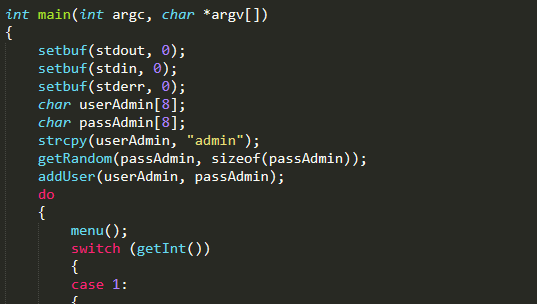 int main(int argc, char *argv[])
{
    setbuf(stdout, 0);
    setbuf(stdin, 0);
    setbuf(stderr, 0);
    char userAdmin[8];
    char passAdmin[8];
    strcpy(userAdmin, "admin");
    getRandom(passAdmin, sizeof(passAdmin));
    addUser(userAdmin, passAdmin);
    do
    {
        menu();
        switch (getInt())
        {
        case 1:
        {